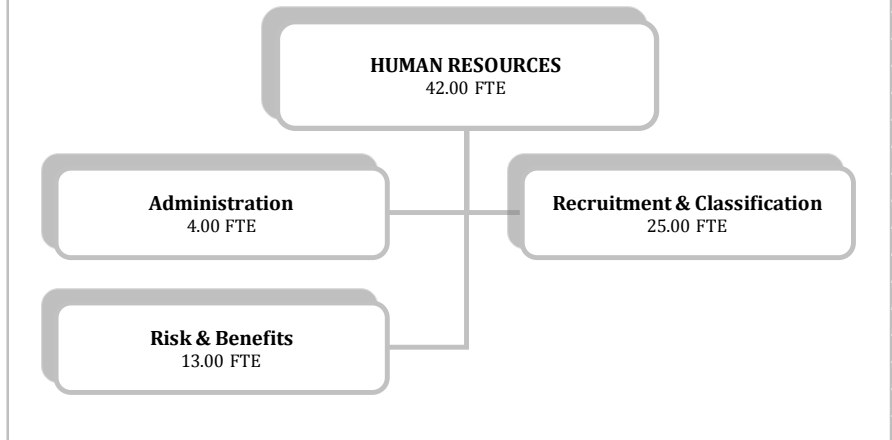 HUMAN RESOURCES
42.00 FTE
Administration
4.00 FTE
Recruitment & Classification
25.00 FTE
Risk & Benefits
13.00 FTE